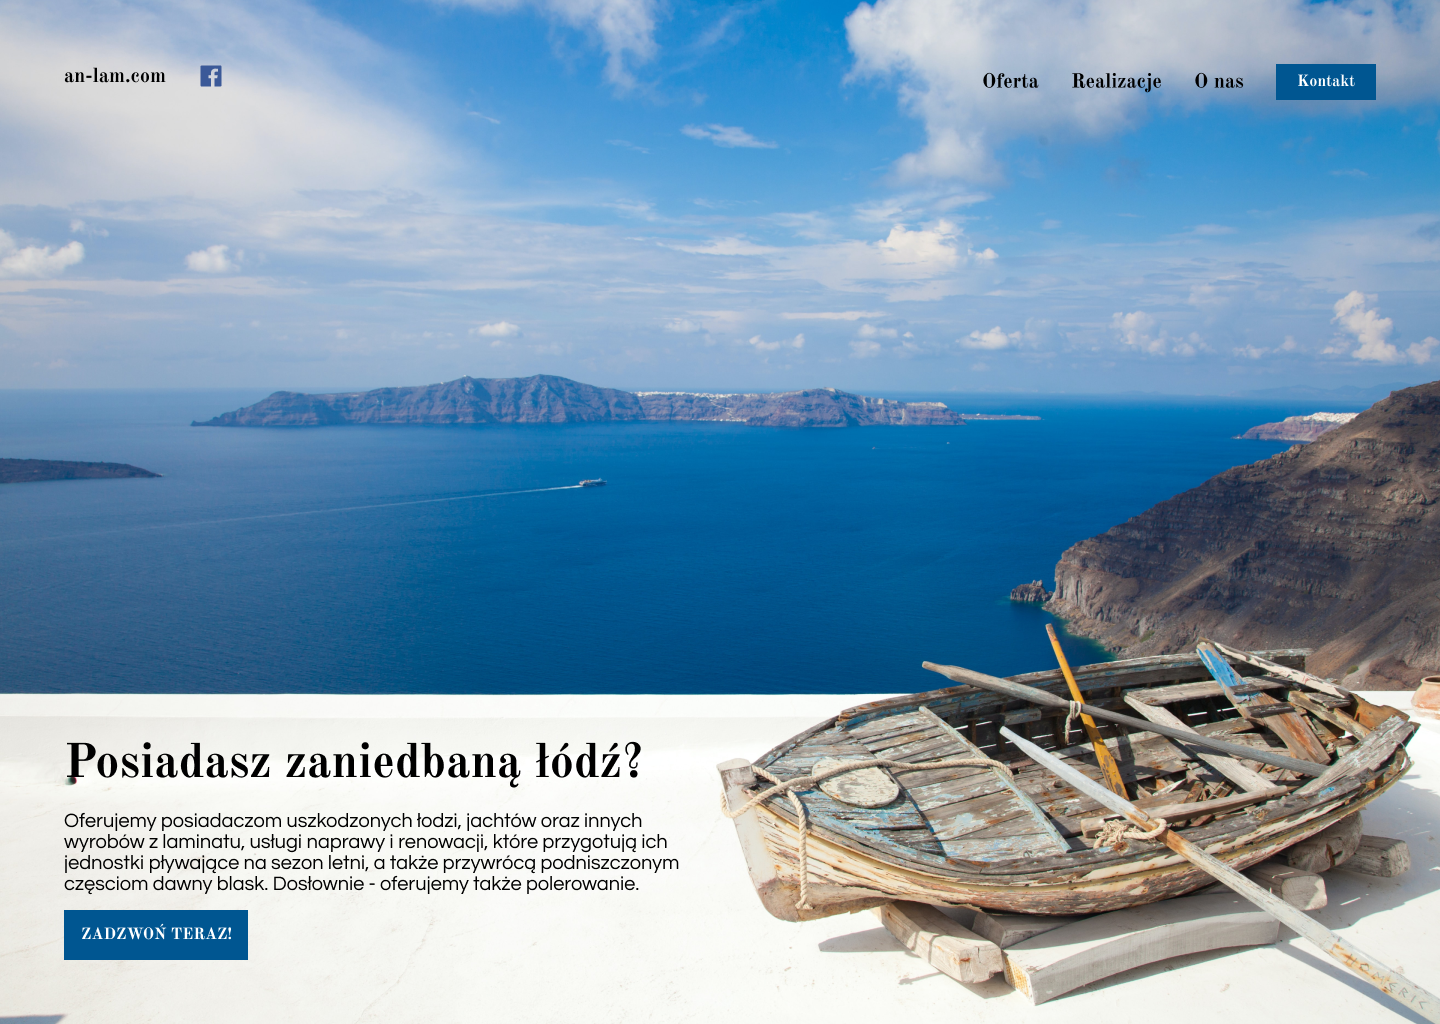 an-lam.com
Oferta Realizacje O nas Kontakt
Posiadasz zaniedbaną łódź?
Oferujemy posiadaczom uszkodzonych łodzi, jachtów oraz innych
wyrobów z laminatu, usługi naprawy i renowacji, które przygotują ich
jednostki pływające na sezon letni, a także przywrócą podniszczonym
częsciom dawny blask. Dosłownie - oferujemy także polerowanie.
ZADZWOŃ TERAZ!